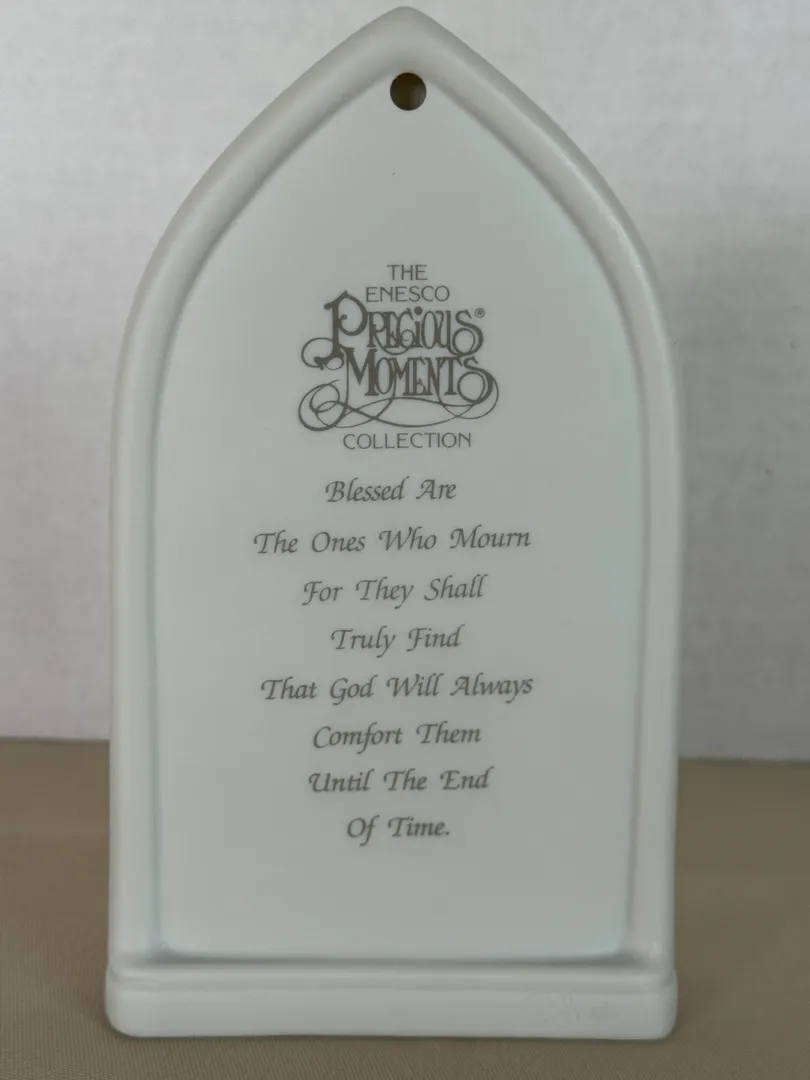 THE
ENESCO
PRECIOUS®
MOMENTS
COLLECTION
Blessed Are
The Ones Who Mourn
For They Shall
Truly Find
That God Will Always
Comfort Them
Until The End
Of Time.